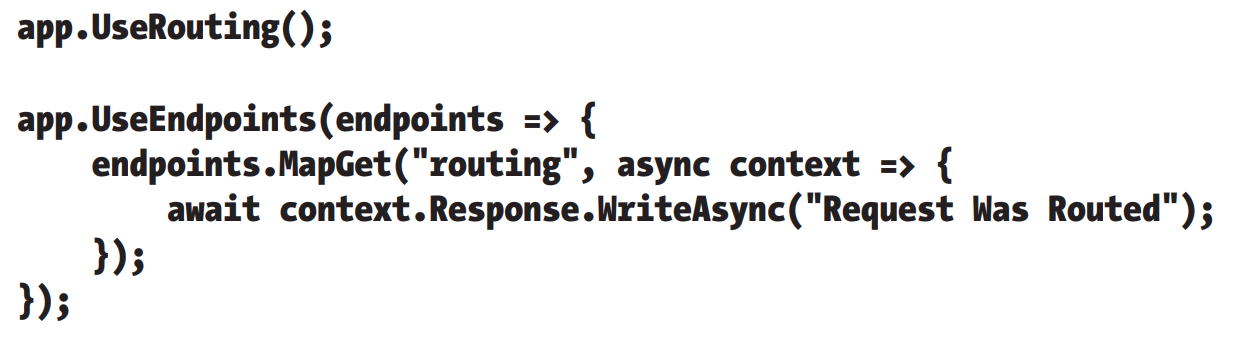 app.UseRouting();

app.UseEndpoints(endpoints => {
    endpoints.MapGet("routing", async context => {
        await context.Response.WriteAsync("Request Was Routed");
    });
});